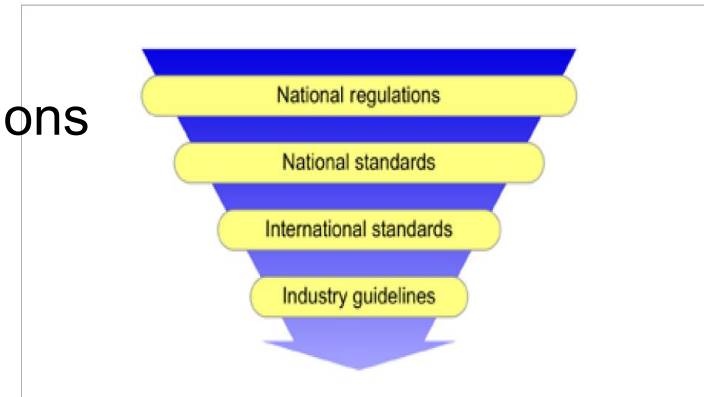 National regulations
ons
National standards
International standards
Industry guidelines